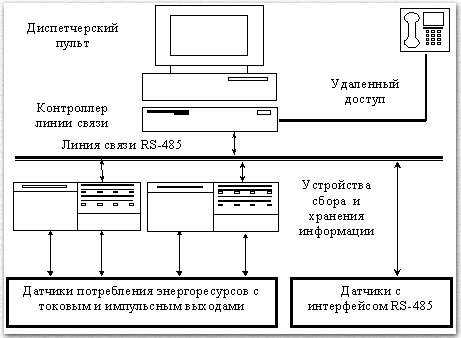 Диспетчерский
пульт
Удаленный
доступ
Контроллер
линии связи
Линия связи RS-485
Устройства
сбора и
хранения
информации
Датчики потребления энергоресурсов с
токовым и импульсным выходами
Датчики с
интерфейсом RS-485